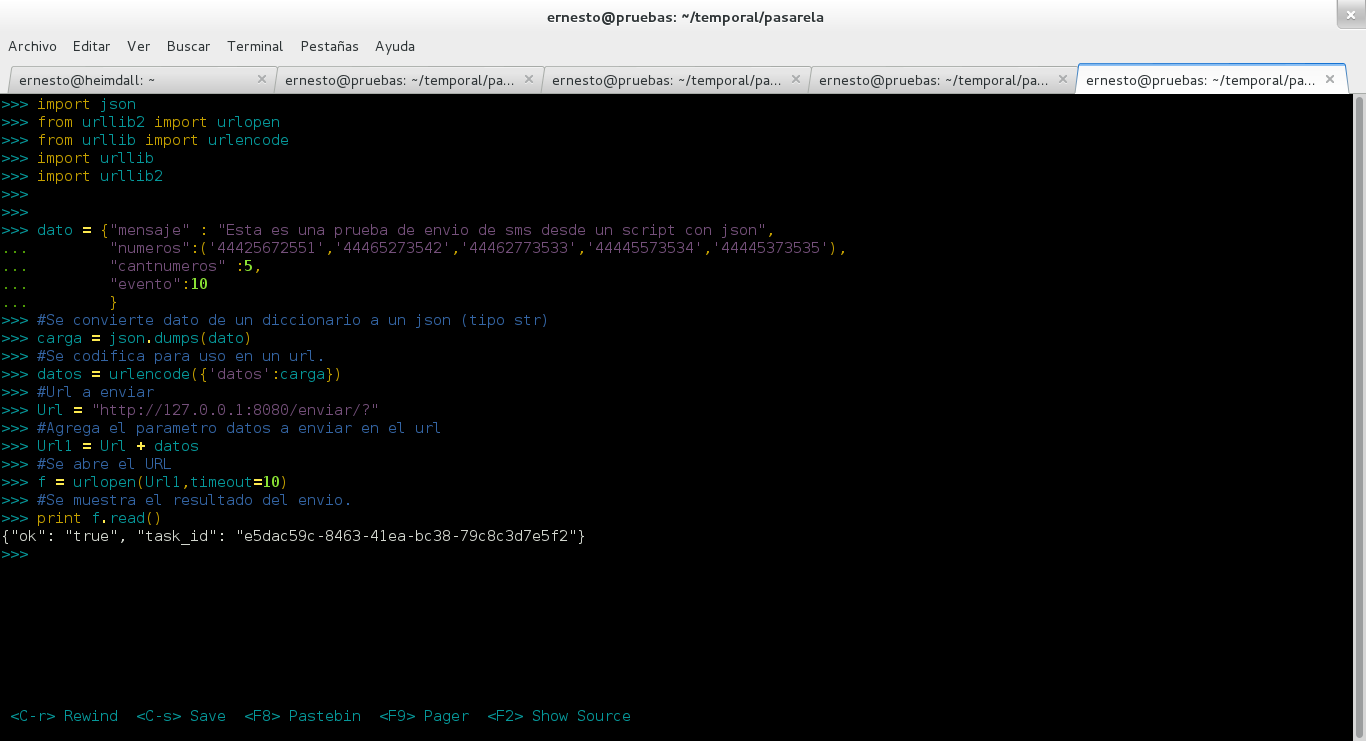 ernesto@pruebas: ~/temporal/pasarela
Archivo Editar Ver Buscar Terminal Pestañas Ayuda
ernesto@heimdall: ~ ernesto@pruebas: ~/temporal/pa... ernesto@pruebas: ~/temporal/pa... ernesto@pruebas: ~/temporal/pa... ernesto@pruebas: ~/temporal/pa...
>>> import json
>>> from urllib2 import urlopen
>>> from urllib import urlencode
>>> import urllib
>>> import urllib2
>>>
>>>
>>> dato = {"mensaje" : "Esta es una prueba de envio de sms desde un script con json",
...         "numeros":('44425672551','44465273542','44462773533','44445573534','44445373535'),
...         "cantnumeros" :5,
...         "evento":10
...         }
>>> #Se convierte dato de un diccionario a un json (tipo str)
>>> carga = json.dumps(dato)
>>> #Se codifica para uso en un url.
>>> datos = urlencode({'datos':carga})
>>> #Url a enviar
>>> Url = "http://127.0.0.1:8080/enviar/?"
>>> #Agrega el parametro datos a enviar en el url
>>> Url1 = Url + datos
>>> #Se abre el URL
>>> f = urlopen(Url1,timeout=10)
>>> #Se muestra el resultado del envio.
>>> print f.read()
{"ok": "true", "task_id": "e5dac59c-8463-41ea-bc38-79c8c3d7e5f2"}
>>>
<C-r> Rewind <C-s> Save <F8> Pastebin <F9> Pager <F2> Show Source